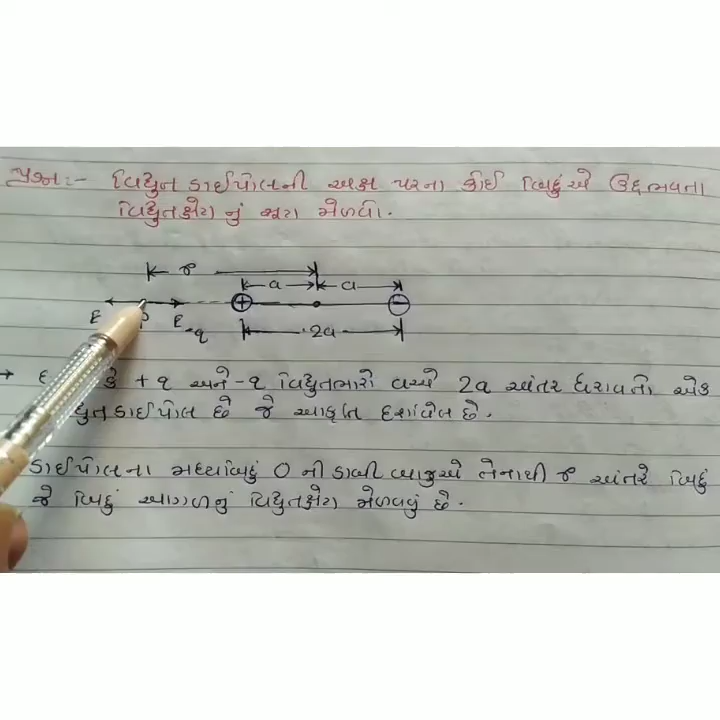 પ્રશ્ન:- વિદ્યુત ડાઈપોલની અક્ષ પરના કોઈ બિંદુએ ઉદ્દભવતા
વિદ્યુતક્ષેત્ર નું સૂત્ર મેળવો.
r
a a
E P E-q + −
2a
→ કે +q અને -q વિદ્યુતભારો વચ્ચે 2a અંતર ધરાવતી એક
ડાઈપોલ છે જે આકૃતિ દર્શાવેલ છે.
ડાઈપોલના મધ્યબિંદુ O ની ડાબી બાજુએ તેનાથી r અંતરે બિંદુ
જે બિંદુ આગળનું વિદ્યુતક્ષેત્ર મેળવવું છે.